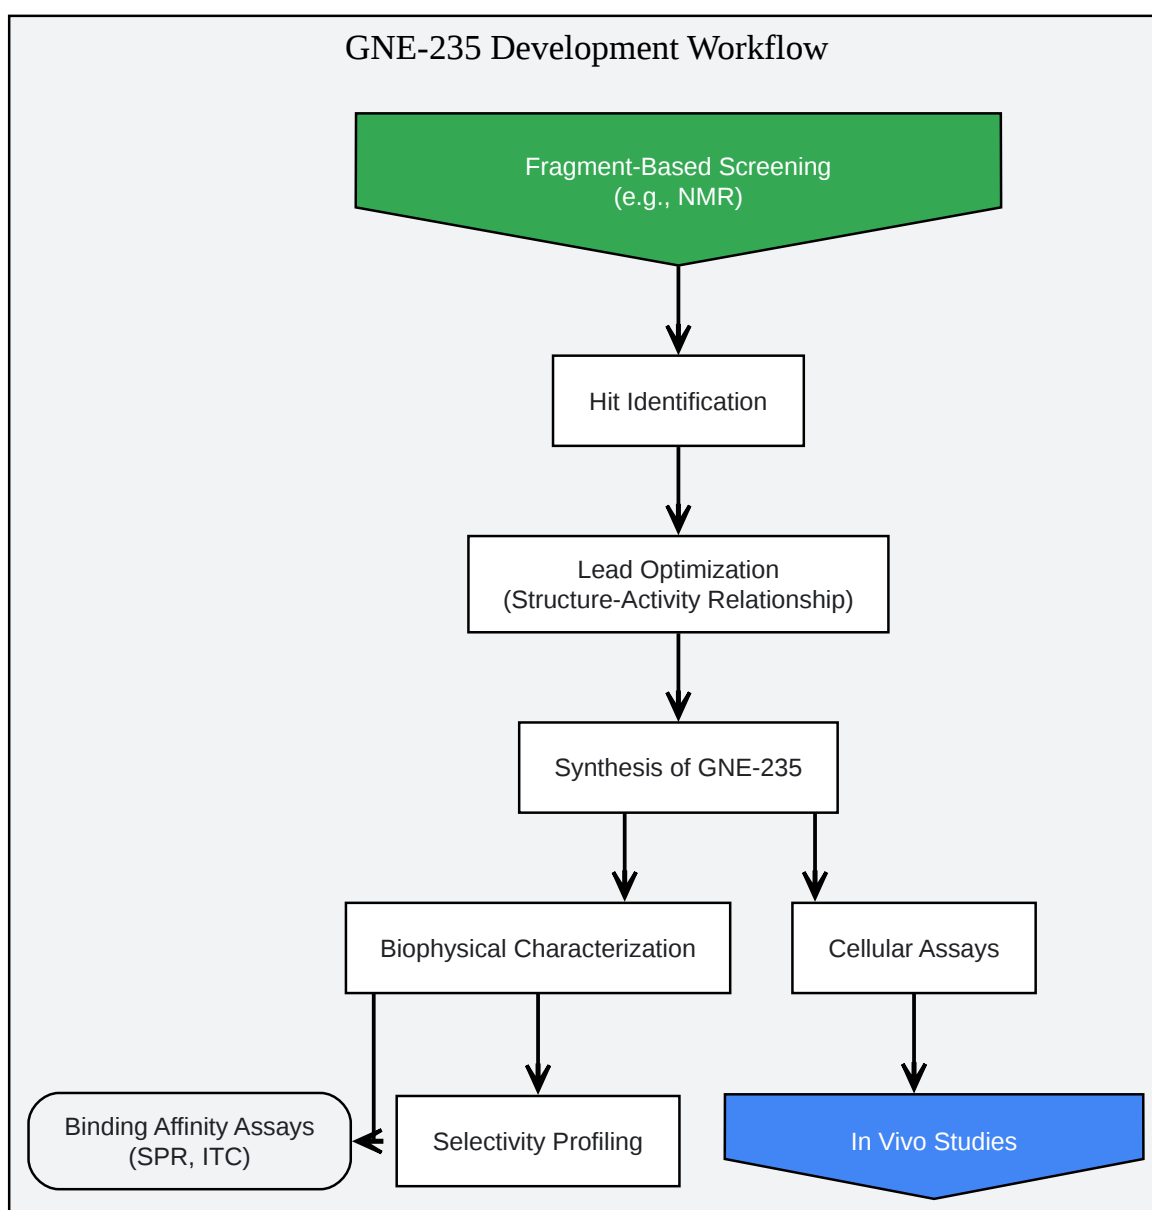 GNE-235 Development Workflow
Fragment-Based Screening
(e.g., NMR)
Hit Identification
Lead Optimization
(Structure-Activity Relationship)
Synthesis of GNE-235
Biophysical Characterization
Cellular Assays
Binding Affinity Assays
(SPR, ITC)
Selectivity Profiling
In Vivo Studies